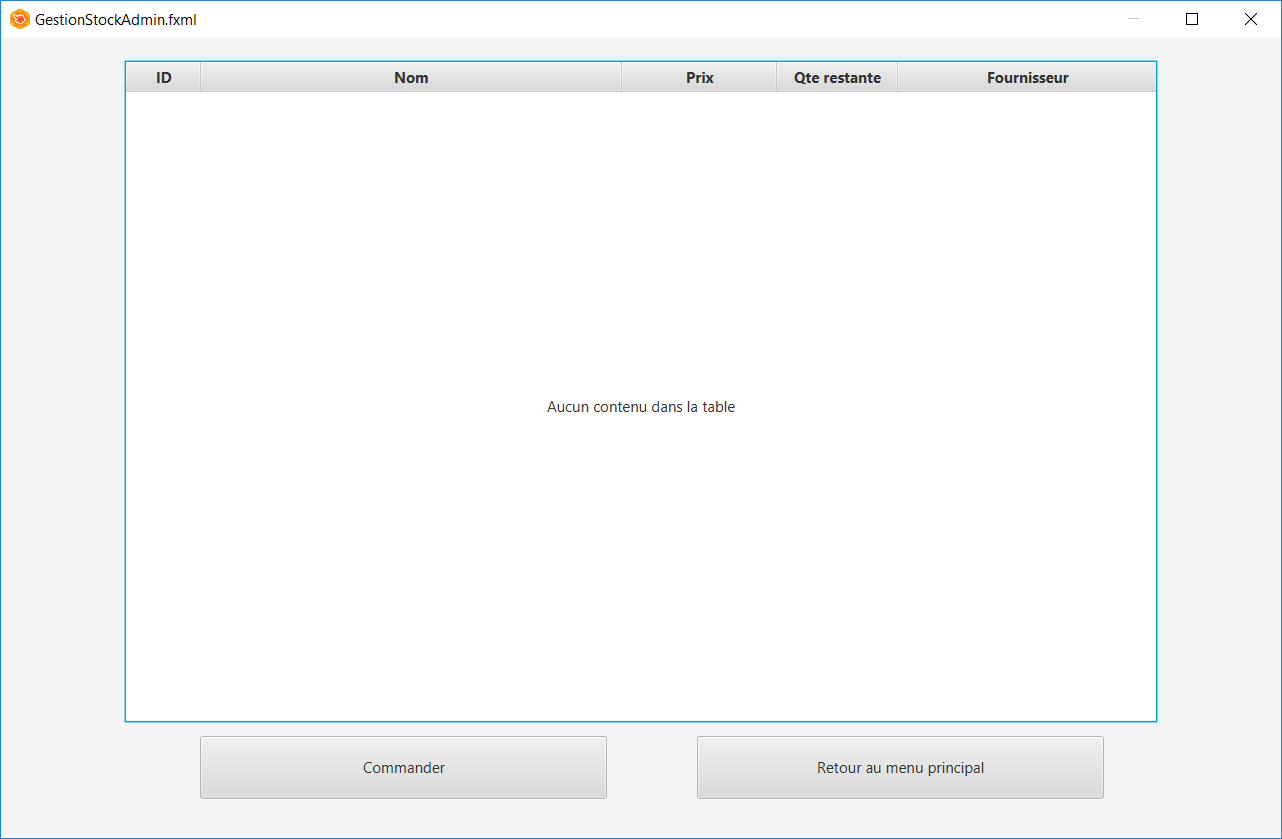 GestionStockAdmin.fxml
ID Nom Prix Qte restante Fournisseur
Aucun contenu dans la table
Commander Retour au menu principal